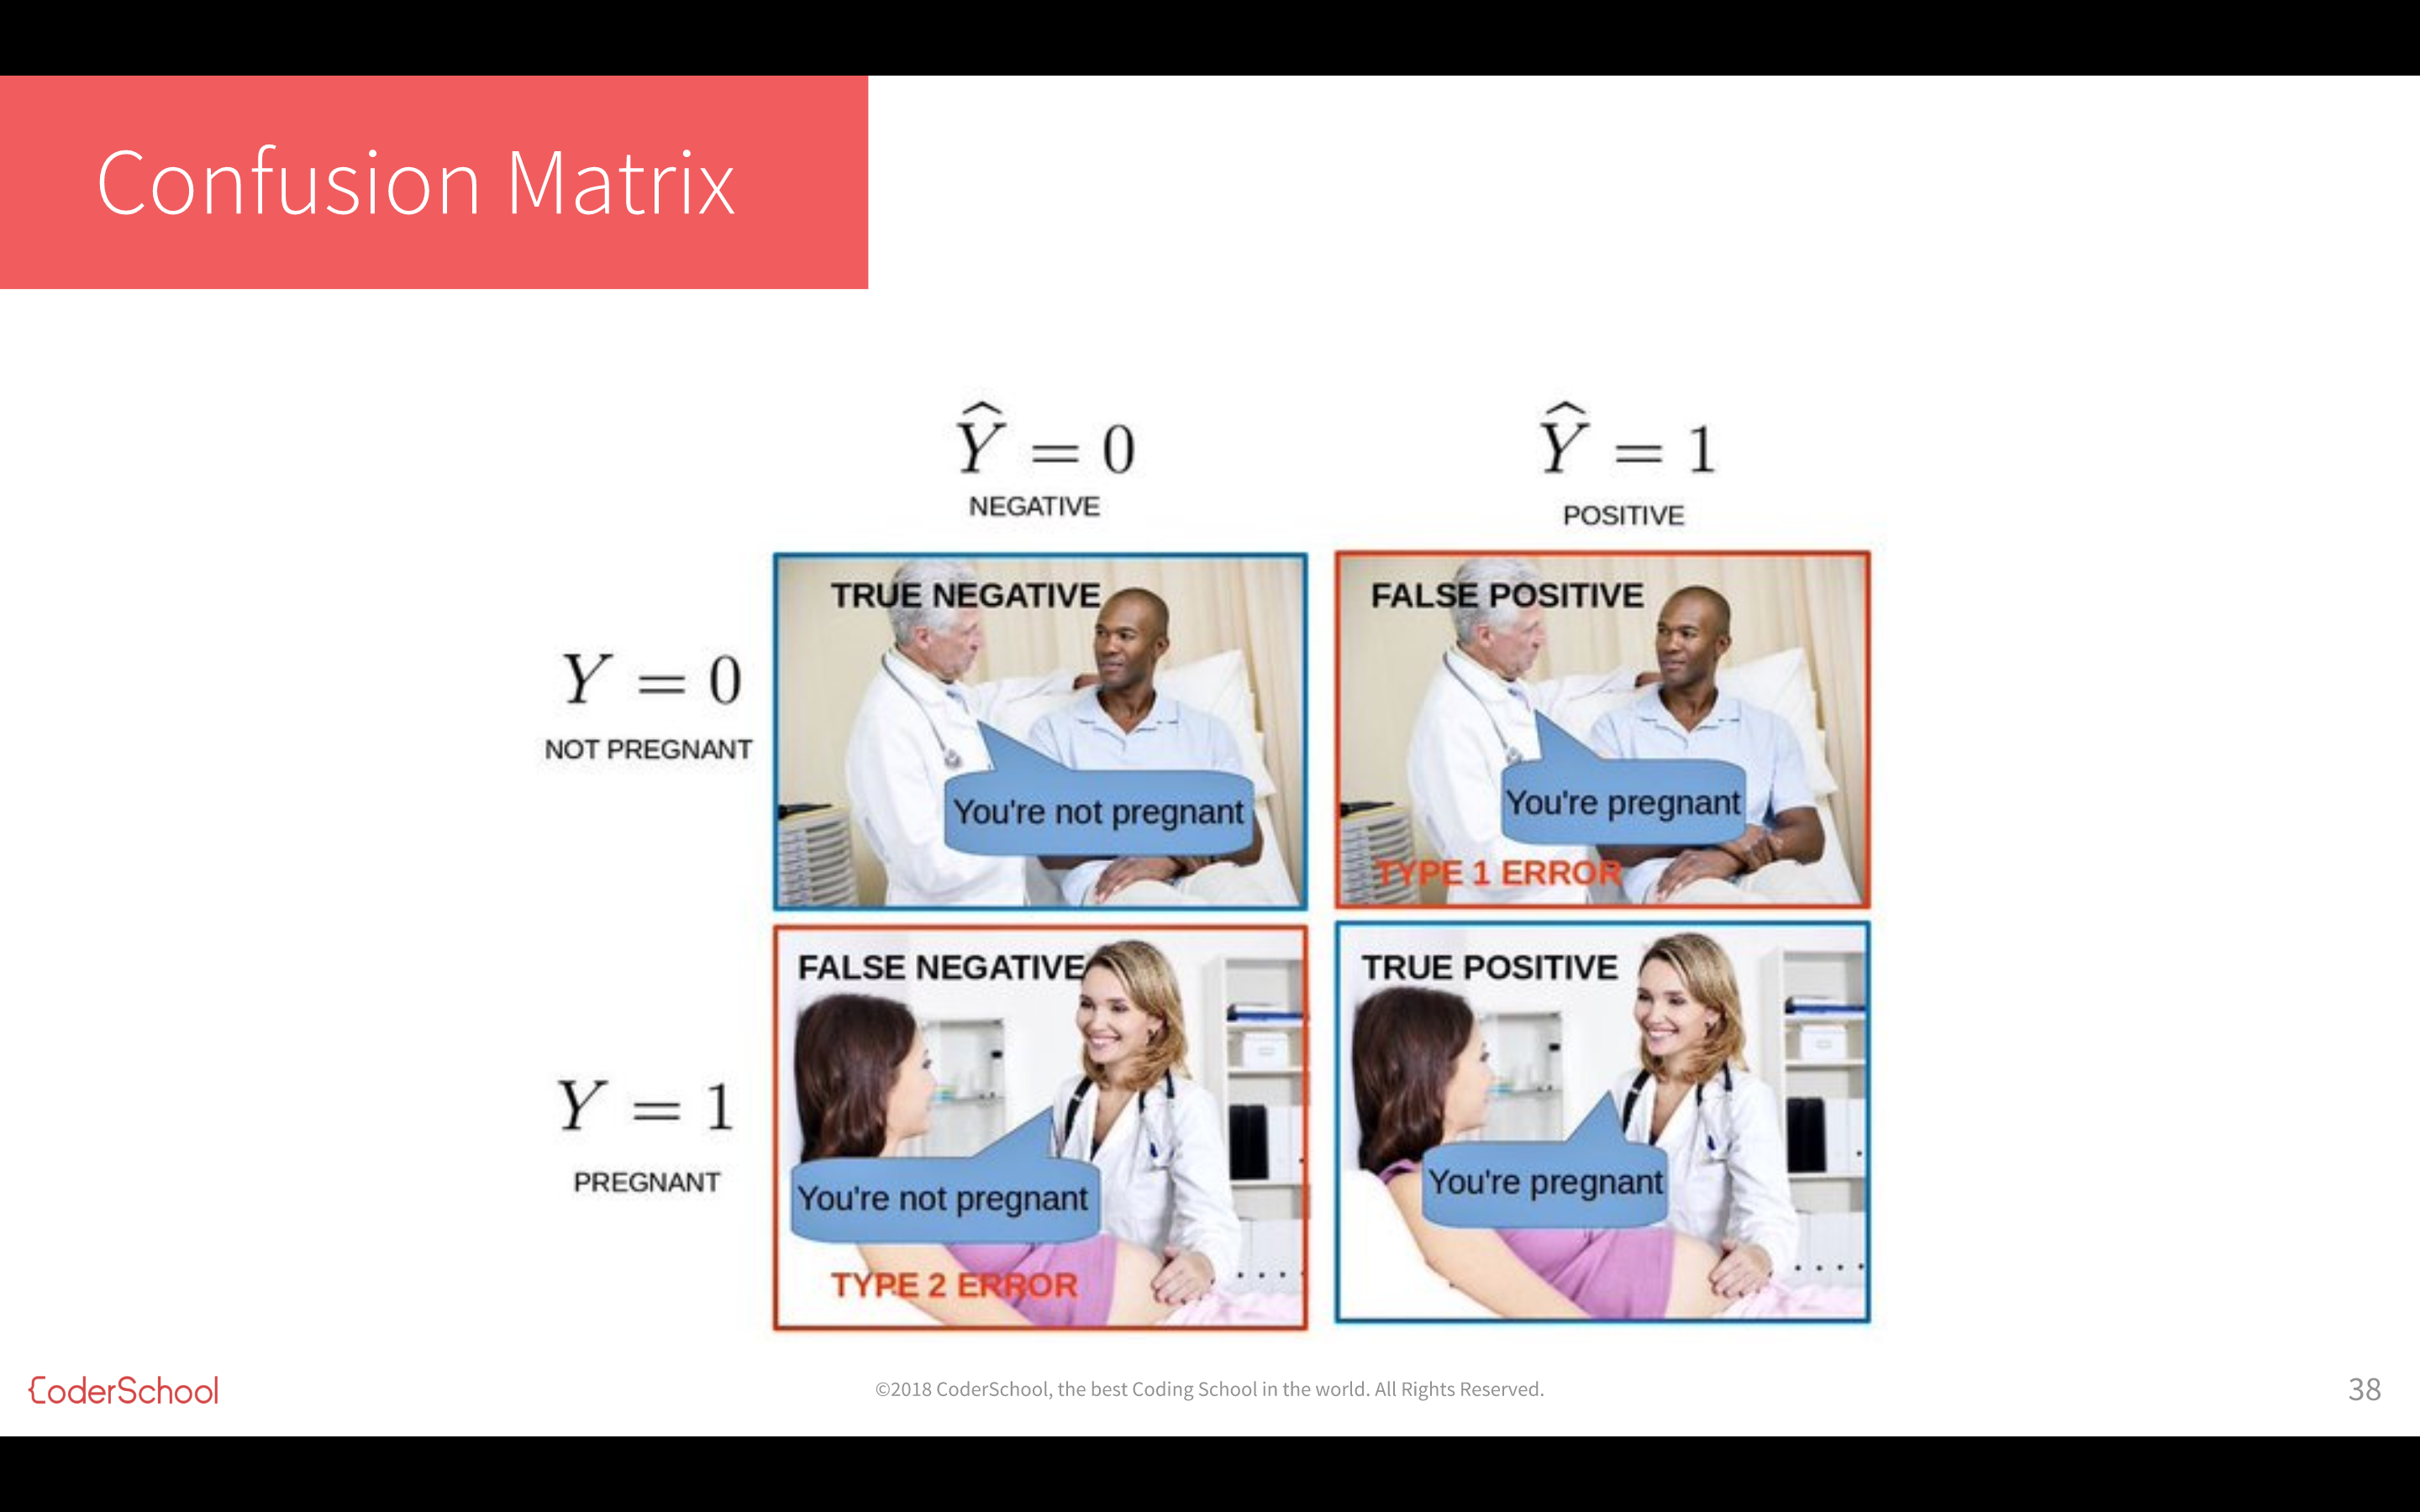 Confusion Matrix
Ŷ = 0
NEGATIVE
Ŷ = 1
POSITIVE
Y = 0
NOT PREGNANT
TRUE NEGATIVE
You're not pregnant
FALSE POSITIVE
You're pregnant
TYPE 1 ERROR
Y = 1
PREGNANT
FALSE NEGATIVE
You're not pregnant
TYPE 2 ERROR
TRUE POSITIVE
You're pregnant
{CoderSchool
©2018 CoderSchool, the best Coding School in the world. All Rights Reserved.
38